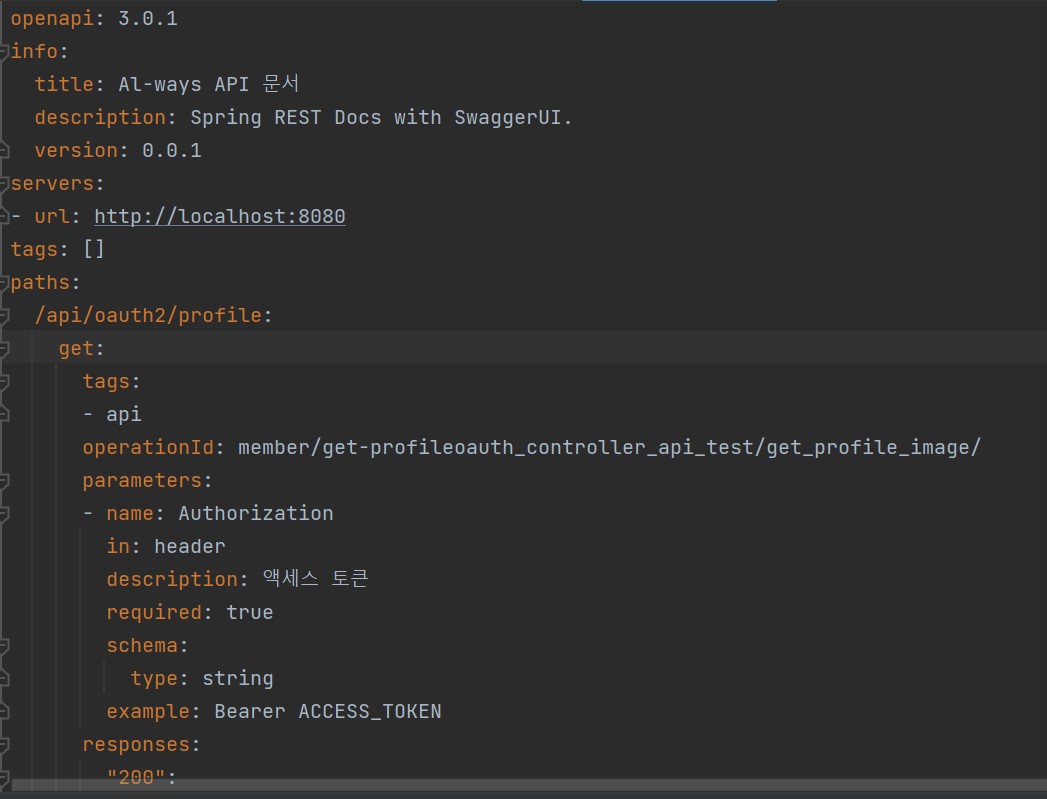 openapi: 3.0.1
info:
  title: Al-ways API 문서
  description: Spring REST Docs with SwaggerUI.
  version: 0.0.1
servers:
- url: http://localhost:8080
tags: []
paths:
  /api/oauth2/profile:
    get:
      tags:
      - api
      operationId: member/get-profileoauth_controller_api_test/get_profile_image/
      parameters:
      - name: Authorization
        in: header
        description: 액세스 토큰
        required: true
        schema:
          type: string
        example: Bearer ACCESS_TOKEN
      responses:
        "200":